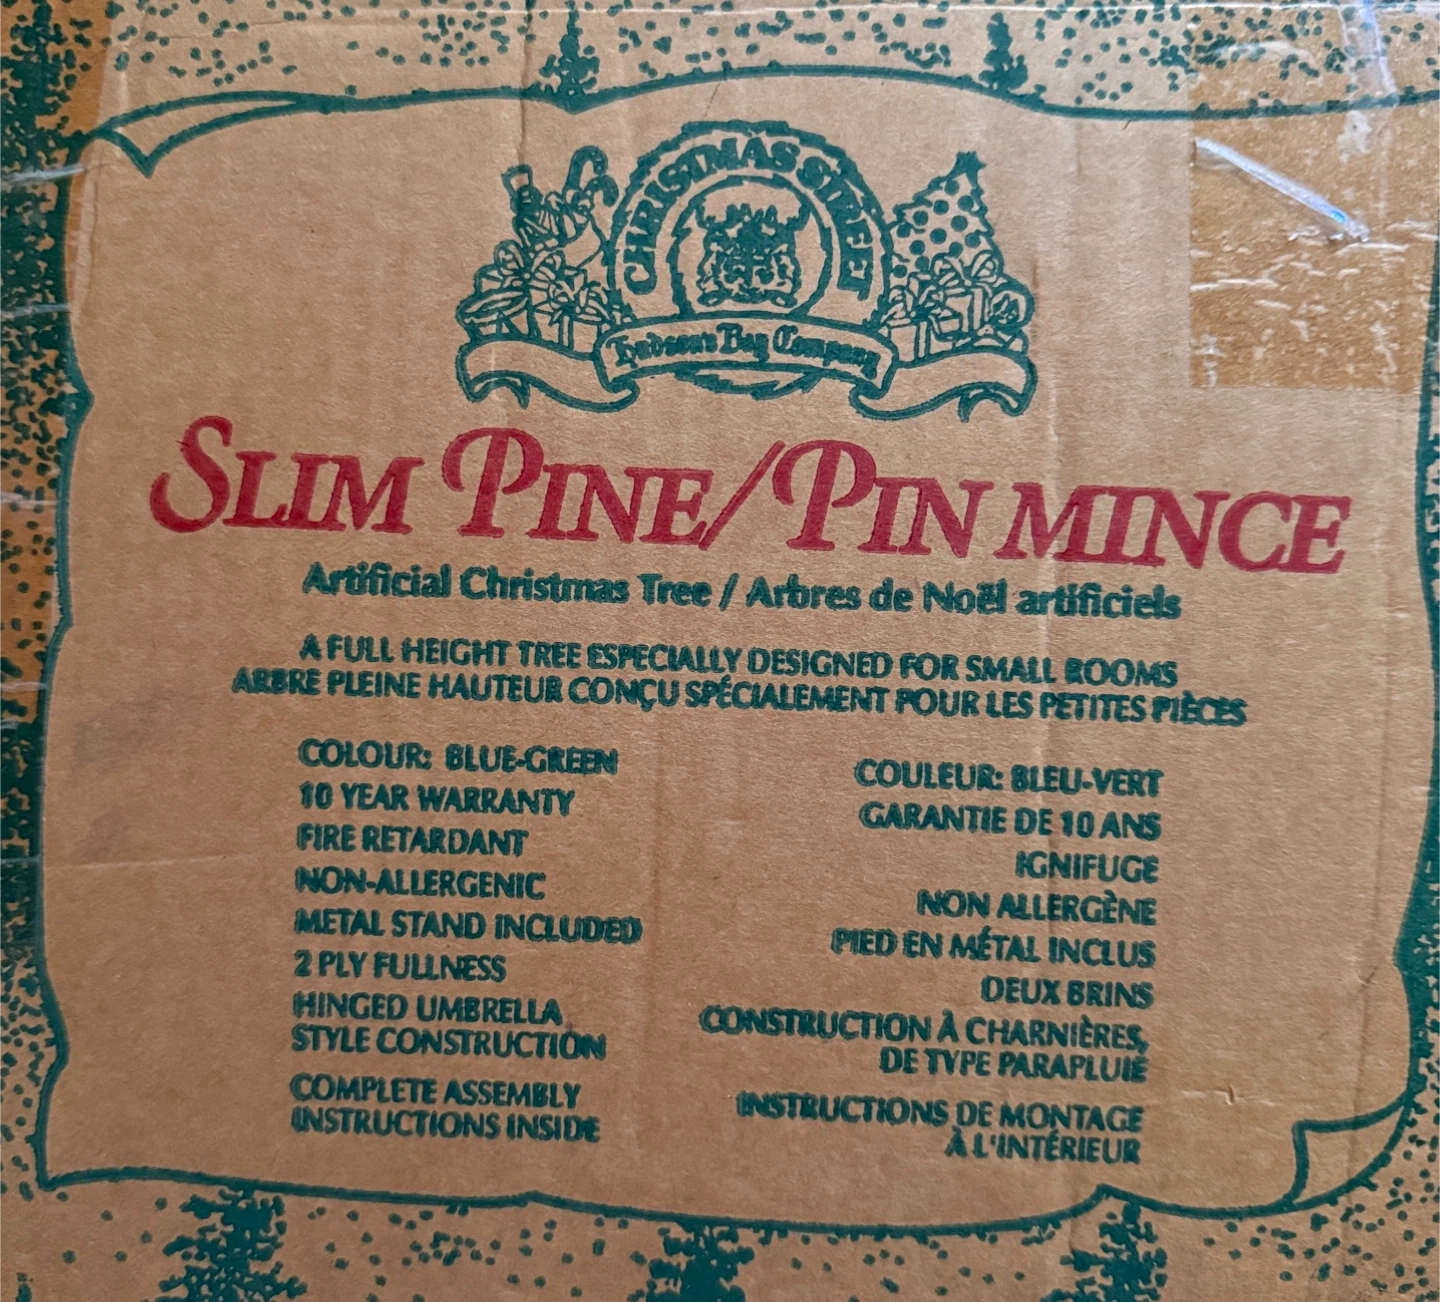 CHRISTMAS STREET
Hudson's Bay Company
SLIM PINE/PIN MINCE
Artificial Christmas Tree / Arbres de Noël artificiels
A FULL HEIGHT TREE ESPECIALLY DESIGNED FOR SMALL ROOMS
ARBRE PLEINE HAUTEUR CONÇU SPÉCIALEMENT POUR LES PETITES PIÈCES
COLOUR: BLUE-GREEN
10 YEAR WARRANTY
FIRE RETARDANT
NON-ALLERGENIC
METAL STAND INCLUDED
2 PLY FULLNESS
HINGED UMBRELLA
STYLE CONSTRUCTION
COMPLETE ASSEMBLY
INSTRUCTIONS INSIDE
COULEUR: BLEU-VERT
GARANTIE DE 10 ANS
IGNIFUGE
NON ALLERGÈNE
PIED EN MÉTAL INCLUS
DEUX BRINS
CONSTRUCTION À CHARNIÈRES,
DE TYPE PARAPLUIE
INSTRUCTIONS DE MONTAGE
À L'INTÉRIEUR